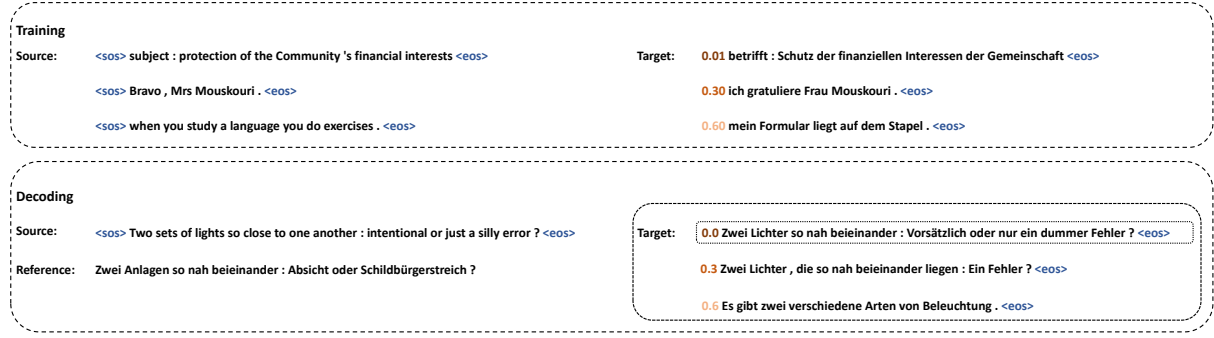 Training
Source: <sos> subject : protection of the Community 's financial interests <eos> Target: 0.01 betrifft : Schutz der finanziellen Interessen der Gemeinschaft <eos>
<sos> Bravo , Mrs Mouskouri . <eos> 0.30 ich gratuliere Frau Mouskouri . <eos>
<sos> when you study a language you do exercises . <eos> 0.60 mein Formular liegt auf dem Stapel . <eos>
Decoding
Source: <sos> Two sets of lights so close to one another : intentional or just a silly error ? <eos> Target: 0.0 Zwei Lichter so nah beieinander : Vorsätzlich oder nur ein dummer Fehler ? <eos>
Reference: Zwei Anlagen so nah beieinander : Absicht oder Schildbürgerstreich ? 0.3 Zwei Lichter , die so nah beieinander liegen : Ein Fehler ? <eos>
0.6 Es gibt zwei verschiedene Arten von Beleuchtung . <eos>